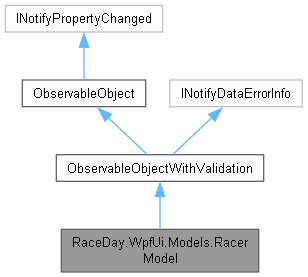 INotifyPropertyChanged
ObservableObject
INotifyDataErrorInfo
ObservableObjectWithValidation
RaceDay.WpfUi.Models.Racer
Model